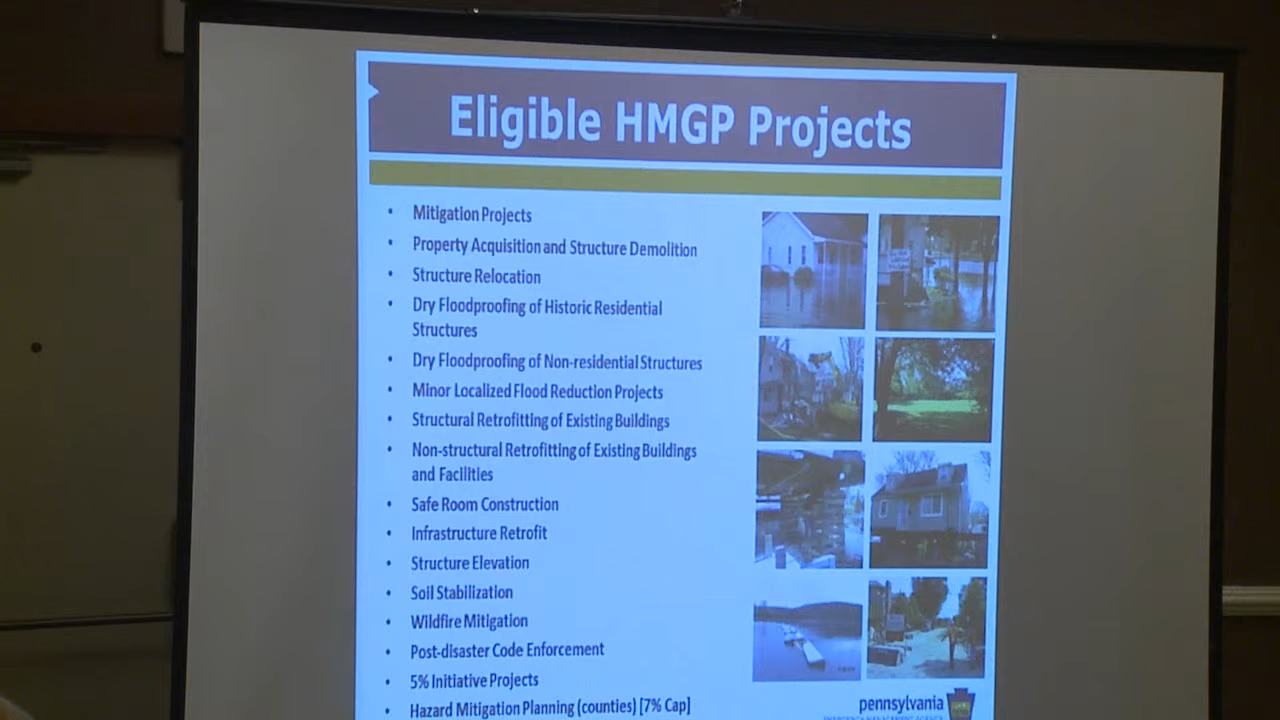 Eligible HMGP Projects
• Mitigation Projects
• Property Acquisition and Structure Demolition
• Structure Relocation
• Dry Floodproofing of Historic Residential
Structures
• Dry Floodproofing of Non-residential Structures
• Minor Localized Flood Reduction Projects
• Structural Retrofitting of Existing Buildings
• Non-structural Retrofitting of Existing Buildings
and Facilities
• Safe Room Construction
• Infrastructure Retrofit
• Structure Elevation
• Soil Stabilization
• Wildfire Mitigation
• Post-disaster Code Enforcement
• 5% Initiative Projects
• Hazard Mitigation Planning (counties) [7% Cap]
pennsylvania